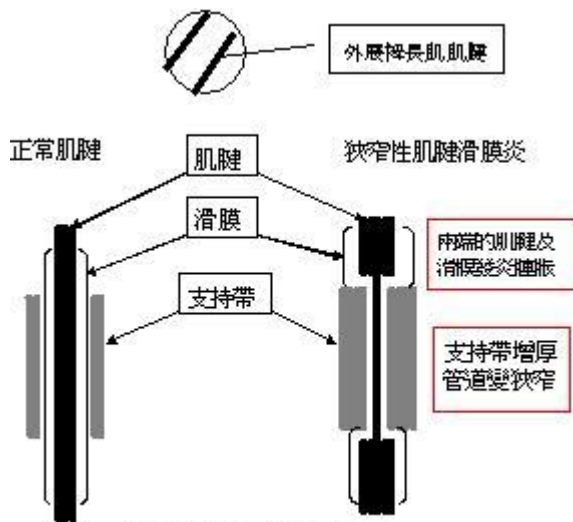 外展拇長肌肌腱
正常肌腱
肌腱
狹窄性肌腱滑膜炎
滑膜
兩端的肌腱及
滑膜發炎腫脹
支持帶
支持帶增厚
管道變狹窄